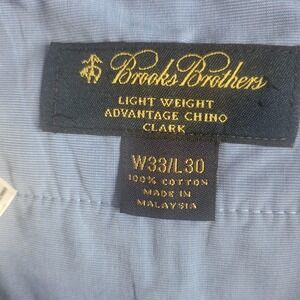 Brooks Brothers
LIGHT WEIGHT
ADVANTAGE CHINO
CLARK
W33/L30
100% COTTON
MADE IN
MALAYSIA